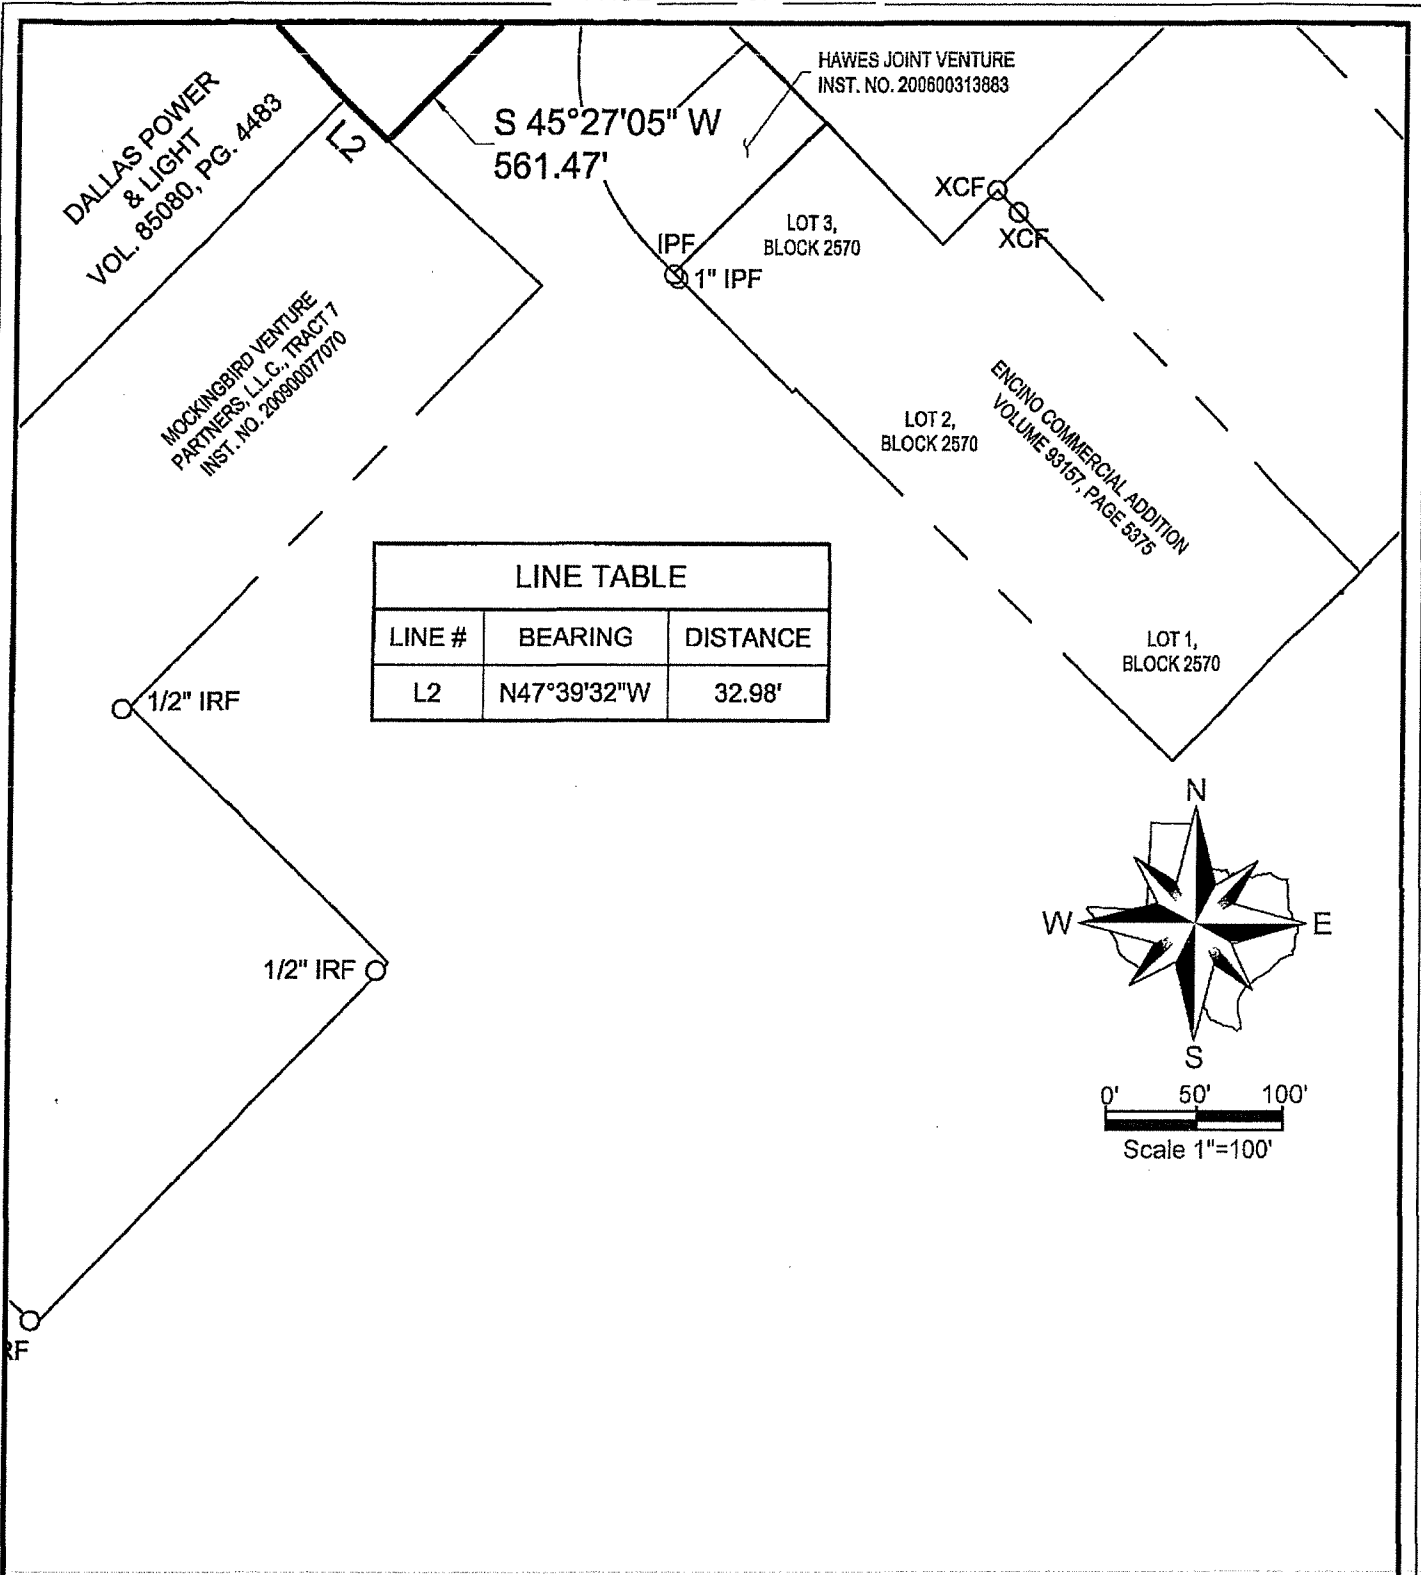 HAWES JOINT VENTURE
INST. NO. 200600313883
DALLAS POWER
& LIGHT
VOL. 85080, PG. 4483
L2
S 45°27'05" W
561.47'
XCF
XCF
LOT 3,
BLOCK 2570
IPF
1" IPF
MOCKINGBIRD VENTURE
PARTNERS, L.L.C., TRACT 7
INST. NO. 200900077070
ENCINO COMMERCIAL ADDITION
VOLUME 93157, PAGE 5375
LOT 2,
BLOCK 2570
LINE TABLE
LINE # BEARING DISTANCE
L2 N47°39'32"W 32.98'
LOT 1,
BLOCK 2570
1/2" IRF
N
W E
S
1/2" IRF
0' 50' 100'
Scale 1"=100'
RF